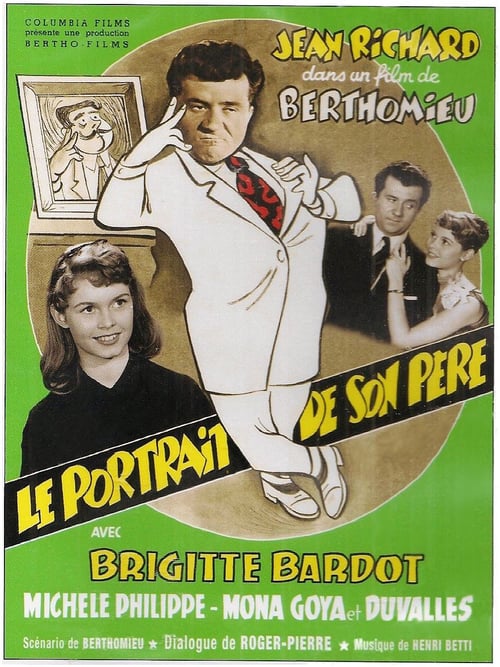 COLUMBIA FILMS
présente une production
BERTHO-FILMS
JEAN RICHARD
dans un film de
BERTHOMIEU
LE PORTRAIT DE SON PERE
AVEC
BRIGITTE BARDOT
MICHELE PHILIPPE - MONA GOYA et DUVALLES
Scénario de BERTHOMIEU ★ Dialogue de ROGER-PIERRE ★ Musique de HENRI BETTI